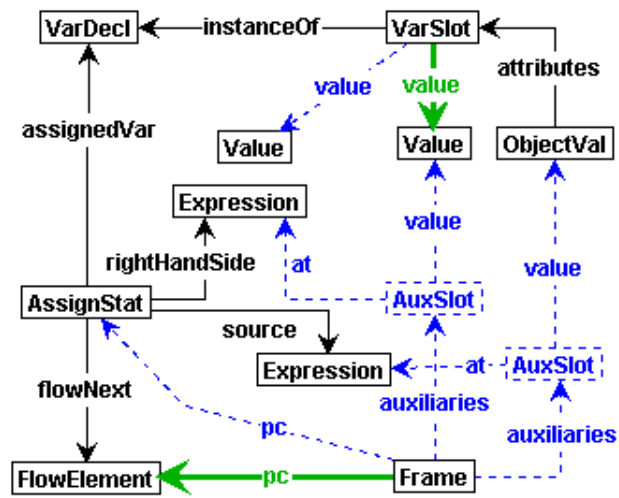 VarDecl instanceOf VarSlot
value value attributes
assignedVar
Value Value ObjectVal
Expression
value
rightHandSide at value
AssignStat AuxSlot
source
Expression at AuxSlot
flowNext auxiliaries
pc auxiliaries
FlowElement pc Frame